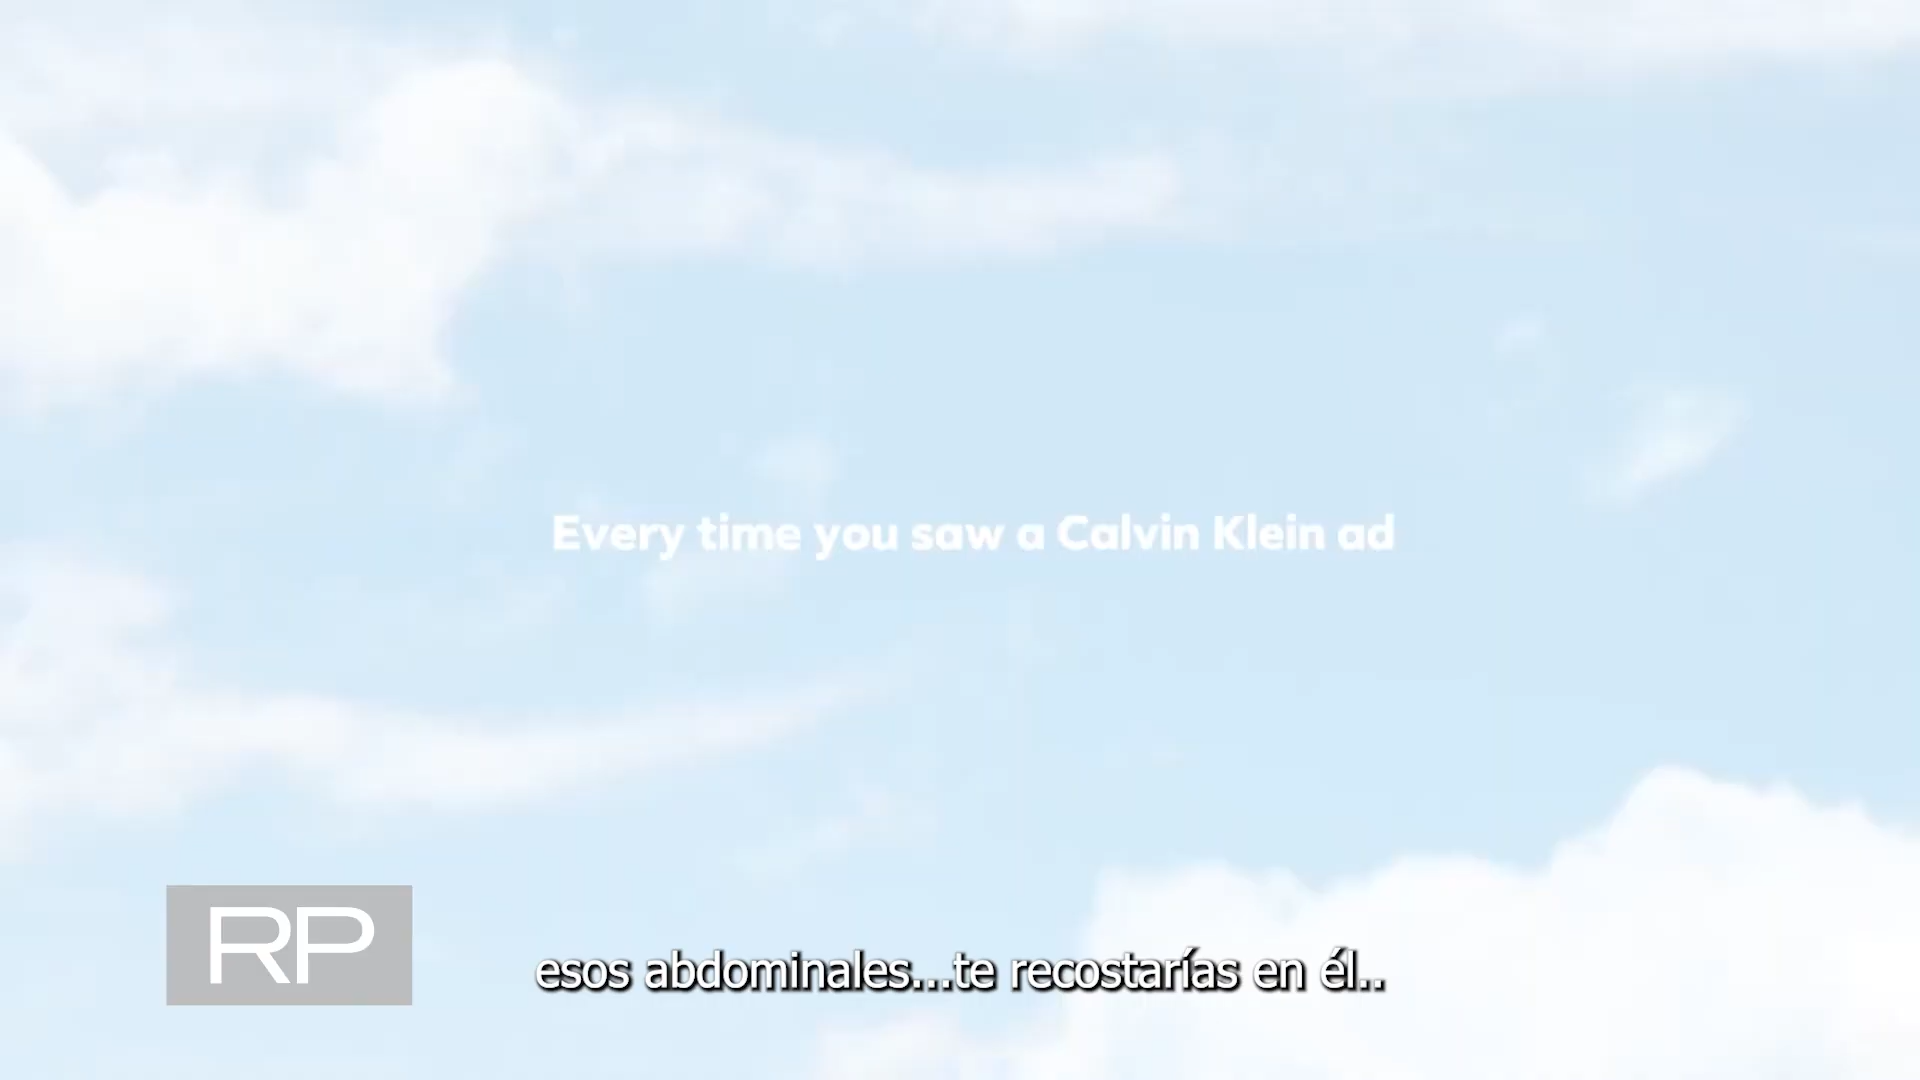 Every time you saw a Calvin Klein ad
RP
esos abdominales...te recostarías en él..